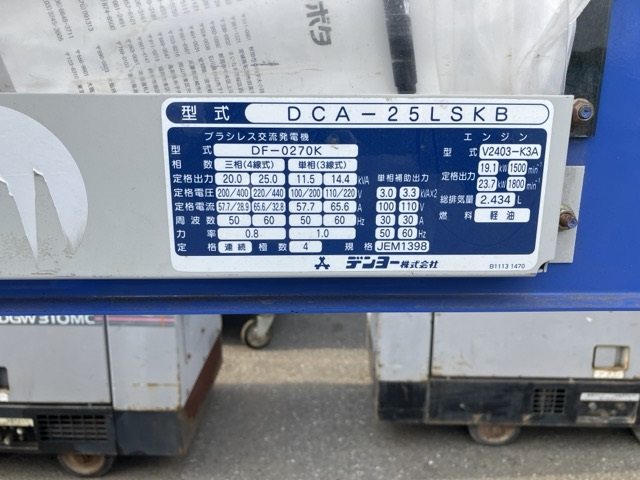 ボタ
型式 DCA-25LSKB
ブラシレス交流発電機 エンジン
型式 DF-0270K 型式 V2403-K3A
相数 三相(4線式) 単相(3線式) 定格出力 19.1 kW 1500 min⁻¹
定格出力 20.0 25.0 11.5 14.4 kVA 単相補助出力 23.7 kW 1800 min⁻¹
定格電圧 200/400 220/440 100/200 110/220 V 3.0 3.3 kVA×2 総排気量 2.434 L
定格電流 57.7/28.9 65.6/32.8 57.7 65.6 A 100 110 V 燃料 軽油
周波数 50 60 50 60 Hz 30 30 A
力率 0.8 1.0 50 60 Hz
定格 連続 極数 4 規格 JEM1398
デンヨー株式会社 B1113 1470
DGW310MC